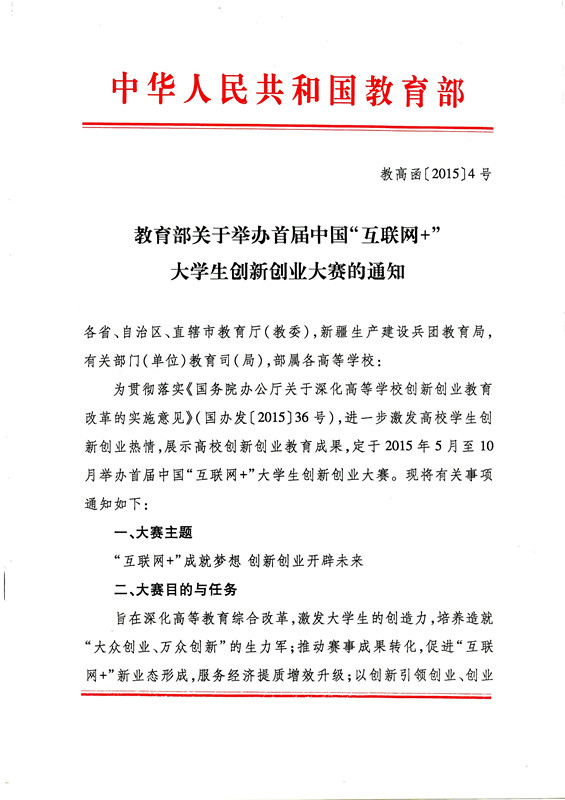 中华人民共和国教育部
教高函〔2015〕4号
教育部关于举办首届中国“互联网+”
大学生创新创业大赛的通知
各省、自治区、直辖市教育厅(教委),新疆生产建设兵团教育局,
有关部门(单位)教育司(局),部属各高等学校:
为贯彻落实《国务院办公厅关于深化高等学校创新创业教育
改革的实施意见》(国办发〔2015〕36号),进一步激发高校学生创
新创业热情,展示高校创新创业教育成果,定于2015年5月至10
月举办首届中国“互联网+”大学生创新创业大赛。现将有关事项
通知如下:
一、大赛主题
“互联网+”成就梦想 创新创业开辟未来
二、大赛目的与任务
旨在深化高等教育综合改革,激发大学生的创造力,培养造就
“大众创业、万众创新”的生力军;推动赛事成果转化,促进“互联
网+”新业态形成,服务经济提质增效升级;以创新引领创业、创业